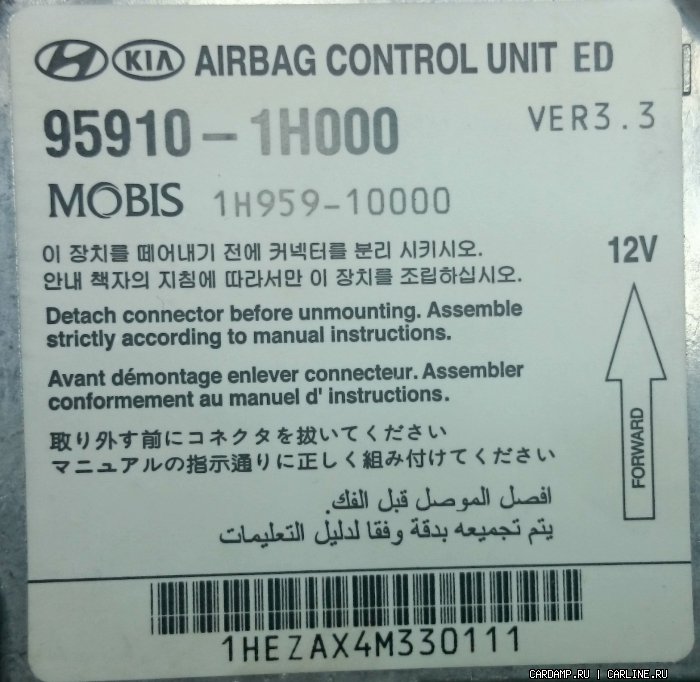 KIA AIRBAG CONTROL UNIT ED
95910-1H000 VER3.3
MOBIS 1H959-10000
이 장치를 떼어내기 전에 커넥터를 분리 시키시오.
안내 책자의 지침에 따라서만 이 장치를 조립하십시오.
12V
Detach connector before unmounting. Assemble
strictly according to manual instructions.
Avant démontage enlever connecteur. Assembler
conformement au manuel d' instructions.
FORWARD
取り外す前にコネクタを抜いてください
マニュアルの指示通りに正しく組み付けてください
افصل الموصل قبل الفك.
يتم تجميعه بدقة وفقا لدليل التعليمات
1HEZAX4M330111
CARDAMP.RU | CARLINE.RU